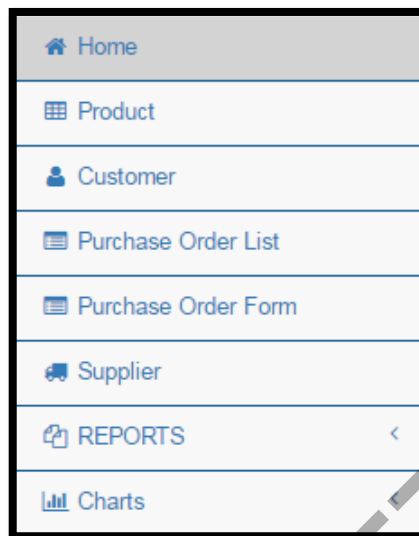 Home
Product
Customer
Purchase Order List
Purchase Order Form
Supplier
REPORTS
Charts